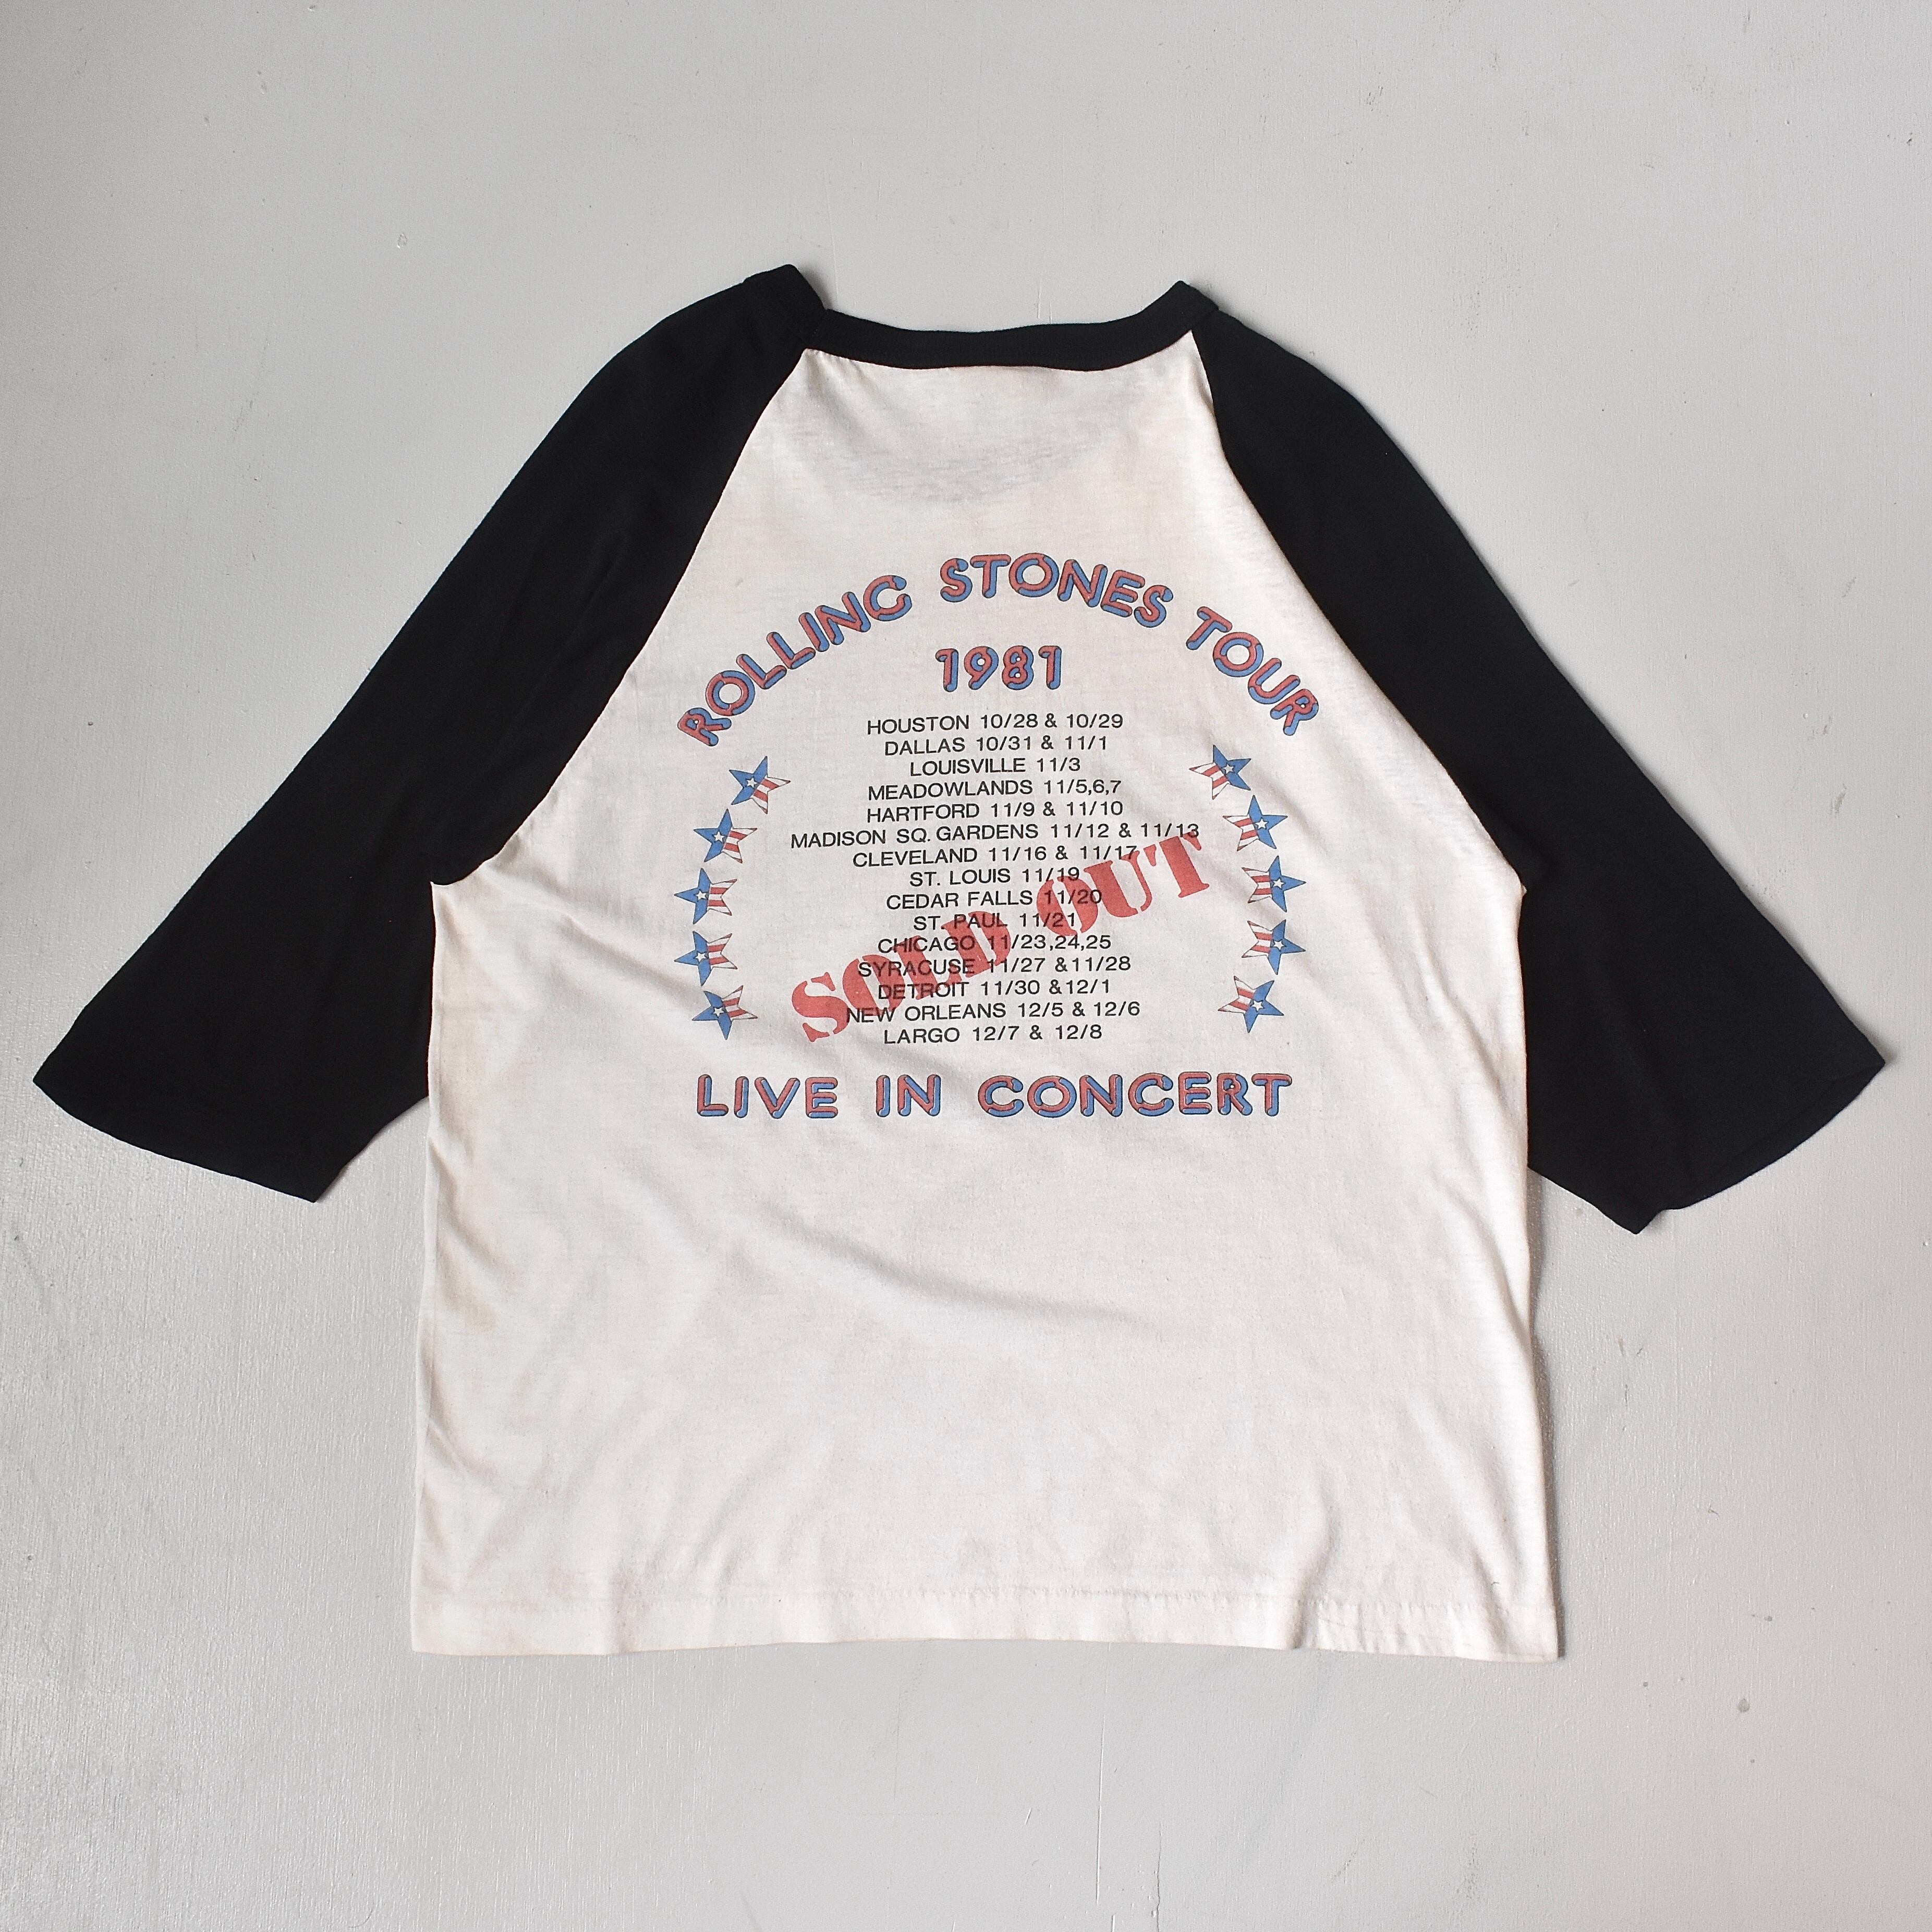 ROLLING STONES TOUR
1981
HOUSTON 10/28 & 10/29
DALLAS 10/31 & 11/1
LOUISVILLE 11/3
MEADOWLANDS 11/5,6,7
HARTFORD 11/9 & 11/10
MADISON SQ. GARDENS 11/12 & 11/13
CLEVELAND 11/16 & 11/17
ST. LOUIS 11/19
CEDAR FALLS 11/20
ST. PAUL 11/21
CHICAGO 11/23,24,25
SYRACUSE 11/27 &11/28
DETROIT 11/30 &12/1
NEW ORLEANS 12/5 & 12/6
LARGO 12/7 & 12/8
SOLD OUT
LIVE IN CONCERT